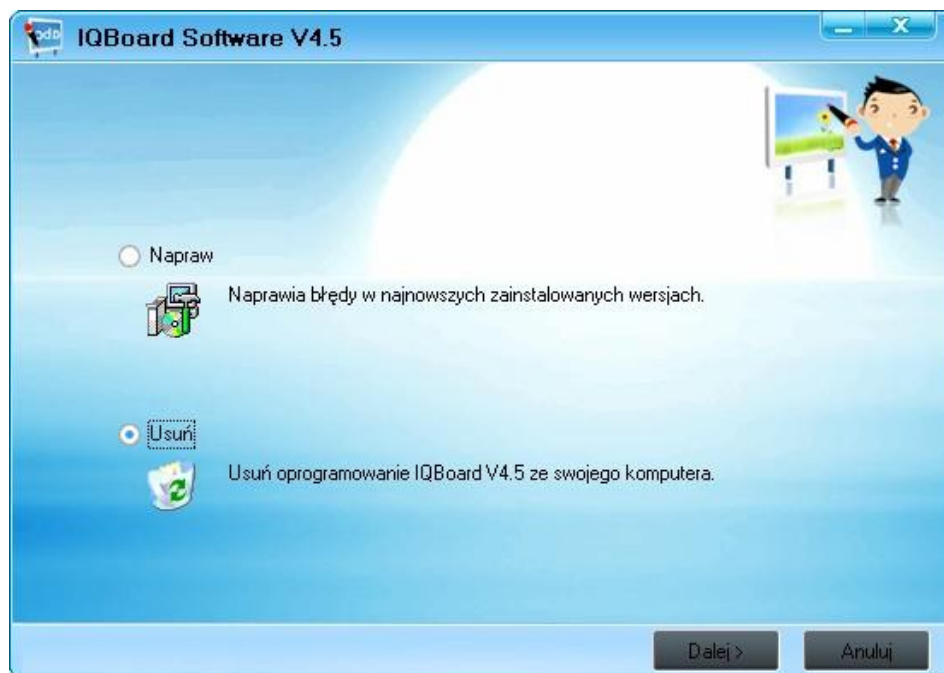 IQBoard Software V4.5
Napraw
Naprawia błędy w najnowszych zainstalowanych wersjach.
Usuń
Usuń oprogramowanie IQBoard V4.5 ze swojego komputera.
Dalej >
Anuluj